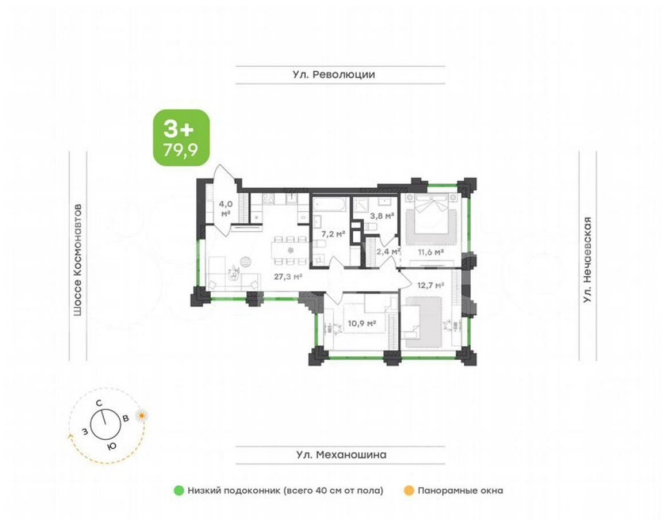 Ул. Революции
3+
79,9
4,0
м²
7,2 м²
3,8 м²
2,4 м²
11,6 м²
27,3 м²
12,7 м²
10,9 м²
Шоссе Космонавтов
Ул. Нечаевская
С
В
З
Ю
Ул. Механошина
Низкий подоконник (всего 40 см от пола)
Панорамные окна